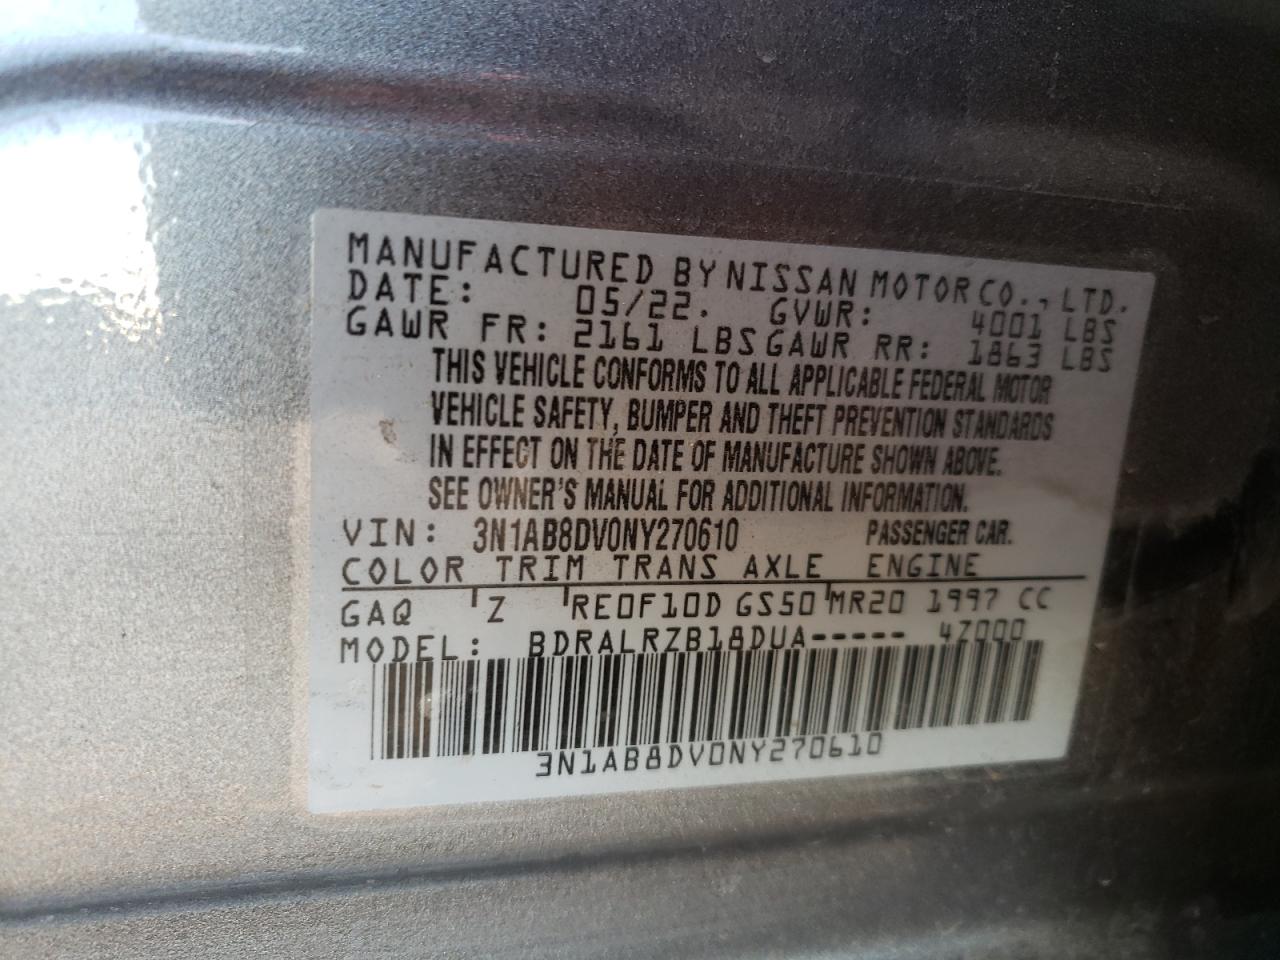 MANUFACTURED BY NISSAN MOTOR CO., LTD.
DATE: 05/22. GVWR: 4001 LBS
GAWR FR: 2161 LBS GAWR RR: 1863 LBS
THIS VEHICLE CONFORMS TO ALL APPLICABLE FEDERAL MOTOR
VEHICLE SAFETY, BUMPER AND THEFT PREVENTION STANDARDS
IN EFFECT ON THE DATE OF MANUFACTURE SHOWN ABOVE.
SEE OWNER'S MANUAL FOR ADDITIONAL INFORMATION.
VIN: 3N1AB8DV0NY270610 PASSENGER CAR.
COLOR TRIM TRANS AXLE ENGINE
GAQ Z RE0F10D GS50 MR20 1997 CC
MODEL: BDRALRZB18DUA----- 4Z000
3N1AB8DV0NY270610